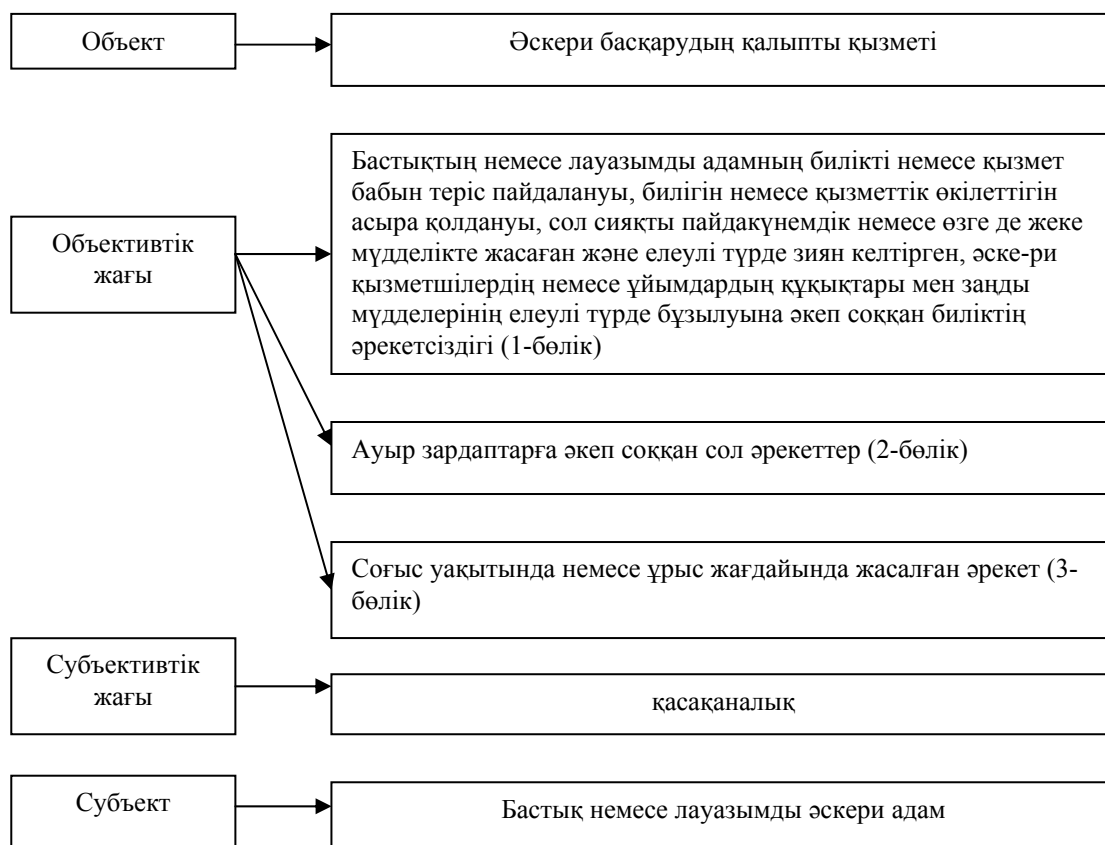 Объект
Әскери басқарудың қалыпты қызметі
Объективтік
жағы
Бастықтың немесе лауазымды адамның билікті немесе қызмет
бабын теріс пайдалануы, билігін немесе қызметтік өкілеттігін
асыра қолдануы, сол сияқты пайдакүнемдік немесе өзге де жеке
мүдделікте жасаған және елеулі түрде зиян келтірген, әске-ри
қызметшілердің немесе ұйымдардың құқықтары мен заңды
мүдделерінің елеулі түрде бұзылуына әкеп соққан биліктің
әрекетсіздігі (1-бөлік)
Ауыр зардаптарға әкеп соққан сол әрекеттер (2-бөлік)
Соғыс уақытында немесе ұрыс жағдайында жасалған әрекет (3-
бөлік)
Субъективтік
жағы
қасақаналық
Субъект
Бастық немесе лауазымды әскери адам